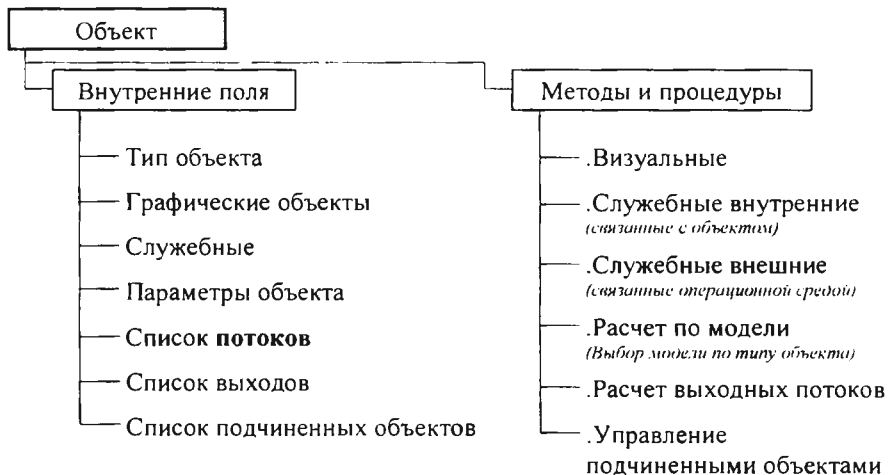 Объект
Внутренние поля
Тип объекта
Графические объекты
Служебные
Параметры объекта
Список потоков
Список выходов
Список подчиненных объектов
Методы и процедуры
.Визуальные
.Служебные внутренние
(связанные с объектом)
.Служебные внешние
(связанные операционной средой)
.Расчет по модели
(Выбор модели по типу объекта)
.Расчет выходных потоков
.Управление
подчиненными объектами